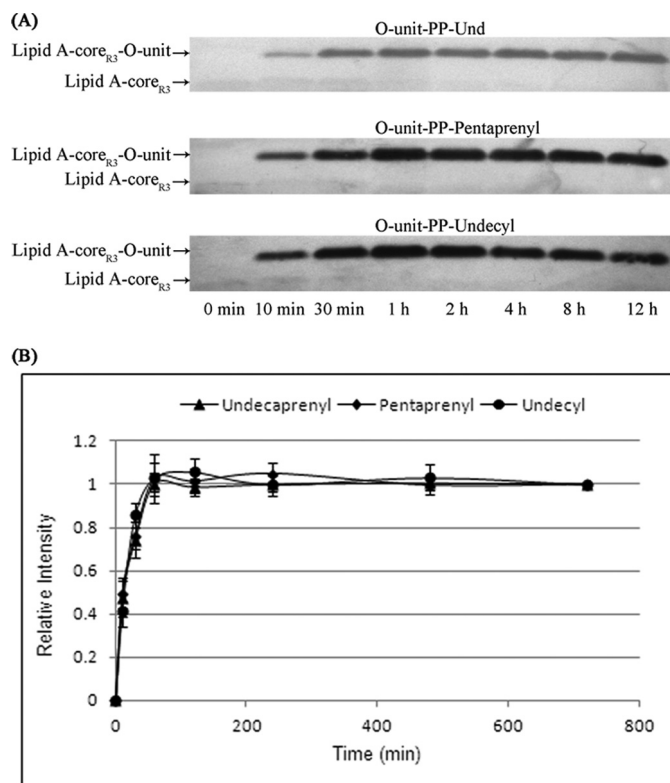 (A)
O-unit-PP-Und
Lipid A-coreR3-O-unit→
Lipid A-coreR3→
O-unit-PP-Pentaprenyl
Lipid A-coreR3-O-unit→
Lipid A-coreR3→
O-unit-PP-Undecyl
Lipid A-coreR3-O-unit→
Lipid A-coreR3→
0 min 10 min 30 min 1 h 2 h 4 h 8 h 12 h
(B)
Undecaprenyl Pentaprenyl Undecyl
1.2
1
0.8
0.6
0.4
0.2
0
Relative Intensity
0 200 400 600 800
Time (min)